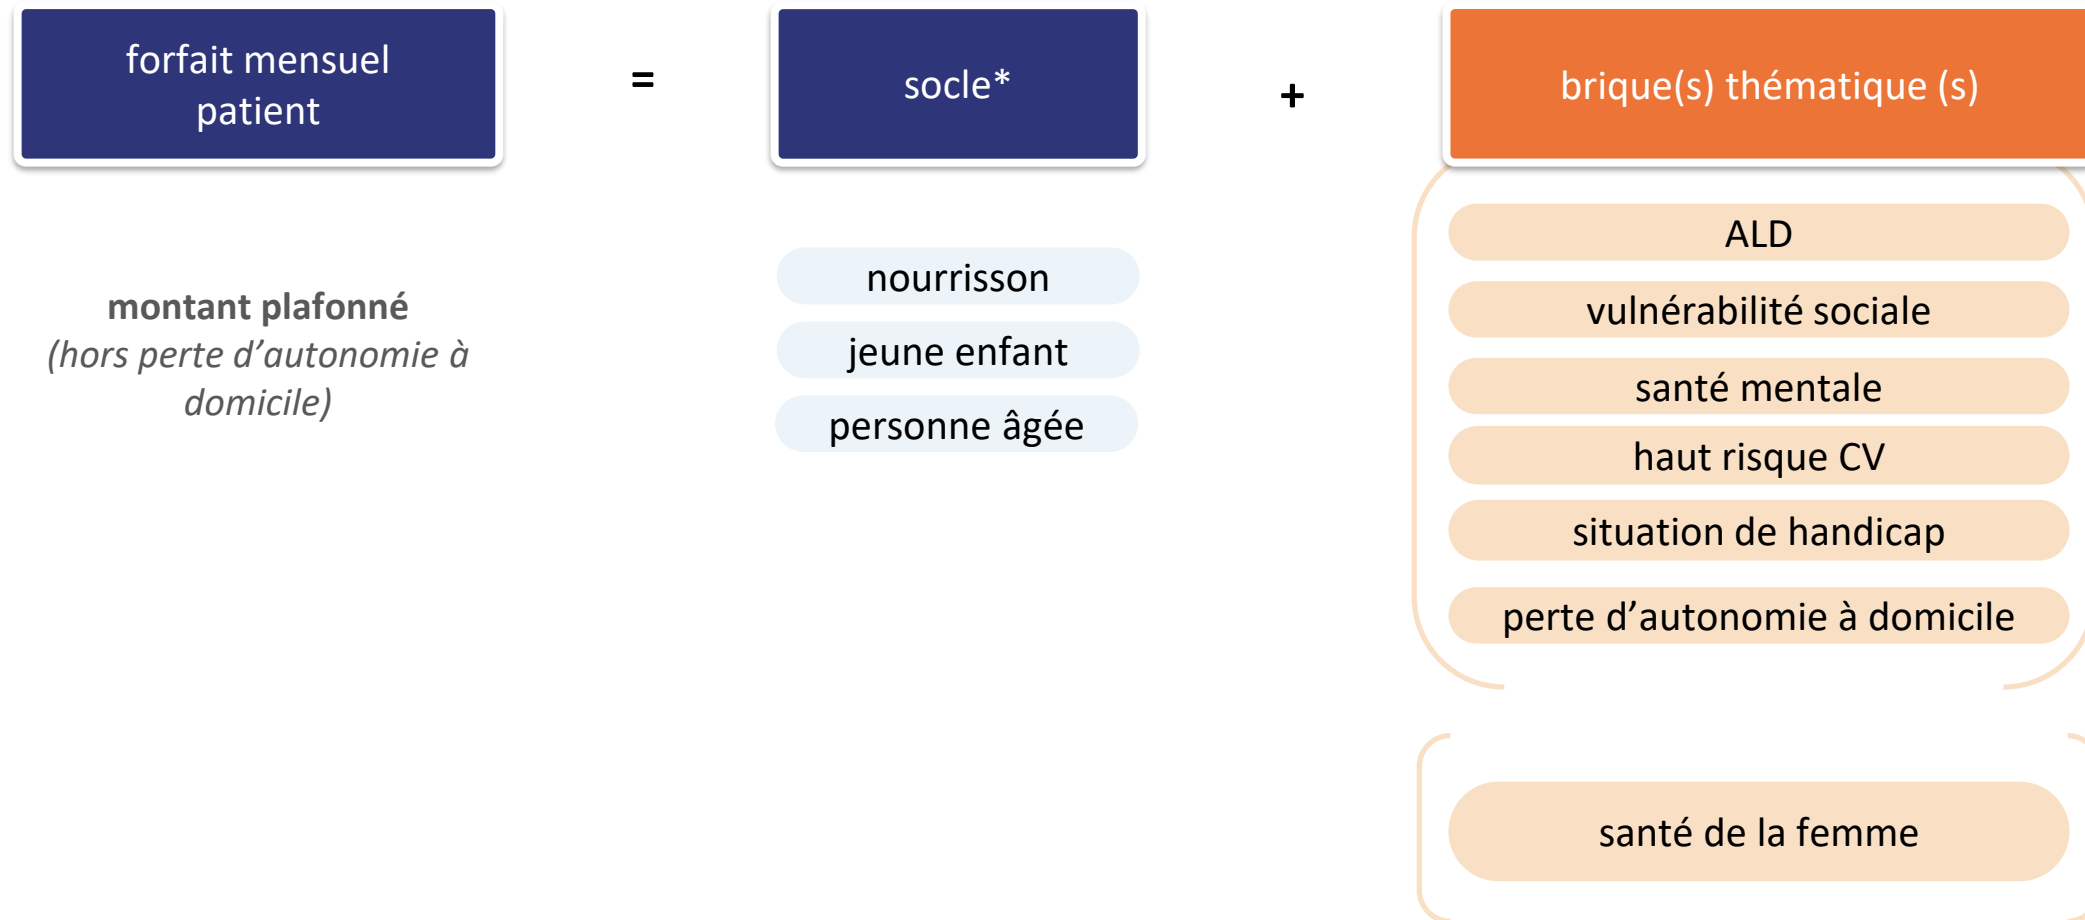 forfait mensuel
patient
=
socle*
+
brique(s) thématique (s)
montant plafonné
(hors perte d’autonomie à
domicile)
nourrisson
jeune enfant
personne âgée
ALD
vulnérabilité sociale
santé mentale
haut risque CV
situation de handicap
perte d’autonomie à domicile
santé de la femme